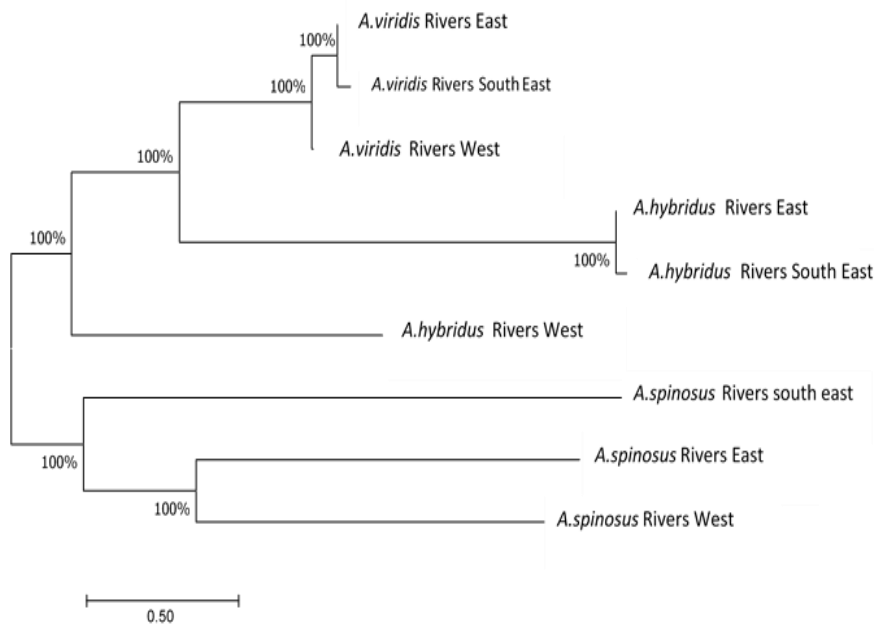 A.viridis Rivers East
100%
A.viridis Rivers South East
100%
A.viridis Rivers West
100%
A.hybridus Rivers East
100%
100%
A.hybridus Rivers South East
A.hybridus Rivers West
A.spinosus Rivers south east
A.spinosus Rivers East
100%
100%
A.spinosus Rivers West
0.50